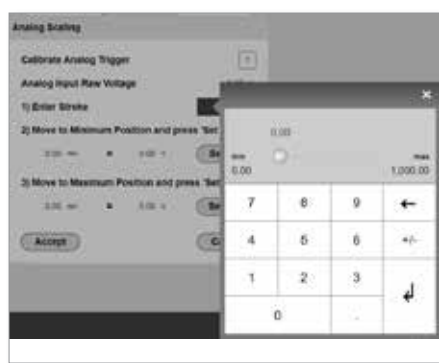 Analog Scaling
Calibrate Analog Trigger
Analog Input Raw Voltage
1) Enter Stroke
2) Move to Minimum Position and press 'Set
3) Move to Maximum Position and press 'Set
Accept
0.00
min max
0.00 1,000.00
7 8 9 ←
4 5 6 +/-
1 2 3
0 .